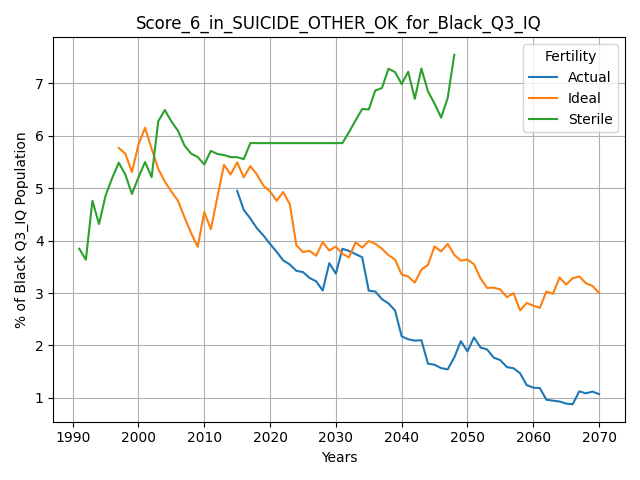 Score_6_in_SUICIDE_OTHER_OK_for_Black_Q3_IQ
% of Black Q3_IQ Population
7
6
5
4
3
2
1
Fertility
Actual
Ideal
Sterile
1990 2000 2010 2020 2030 2040 2050 2060 2070
Years